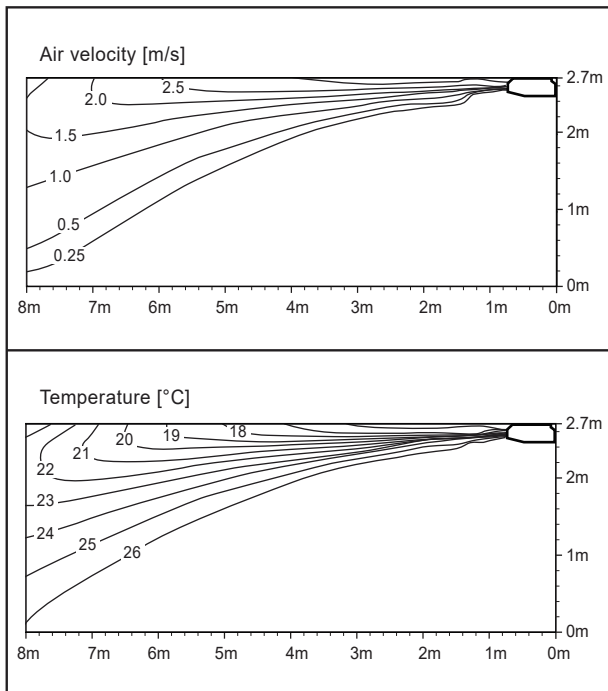 Air velocity [m/s]
2.7m
2.5
2.0
2m
1.5
1.0
1m
0.5
0.25
0m
8m 7m 6m 5m 4m 3m 2m 1m 0m
Temperature [°C]
2.7m
18
19
20
21
22
2m
23
24
25
26
1m
0m
8m 7m 6m 5m 4m 3m 2m 1m 0m